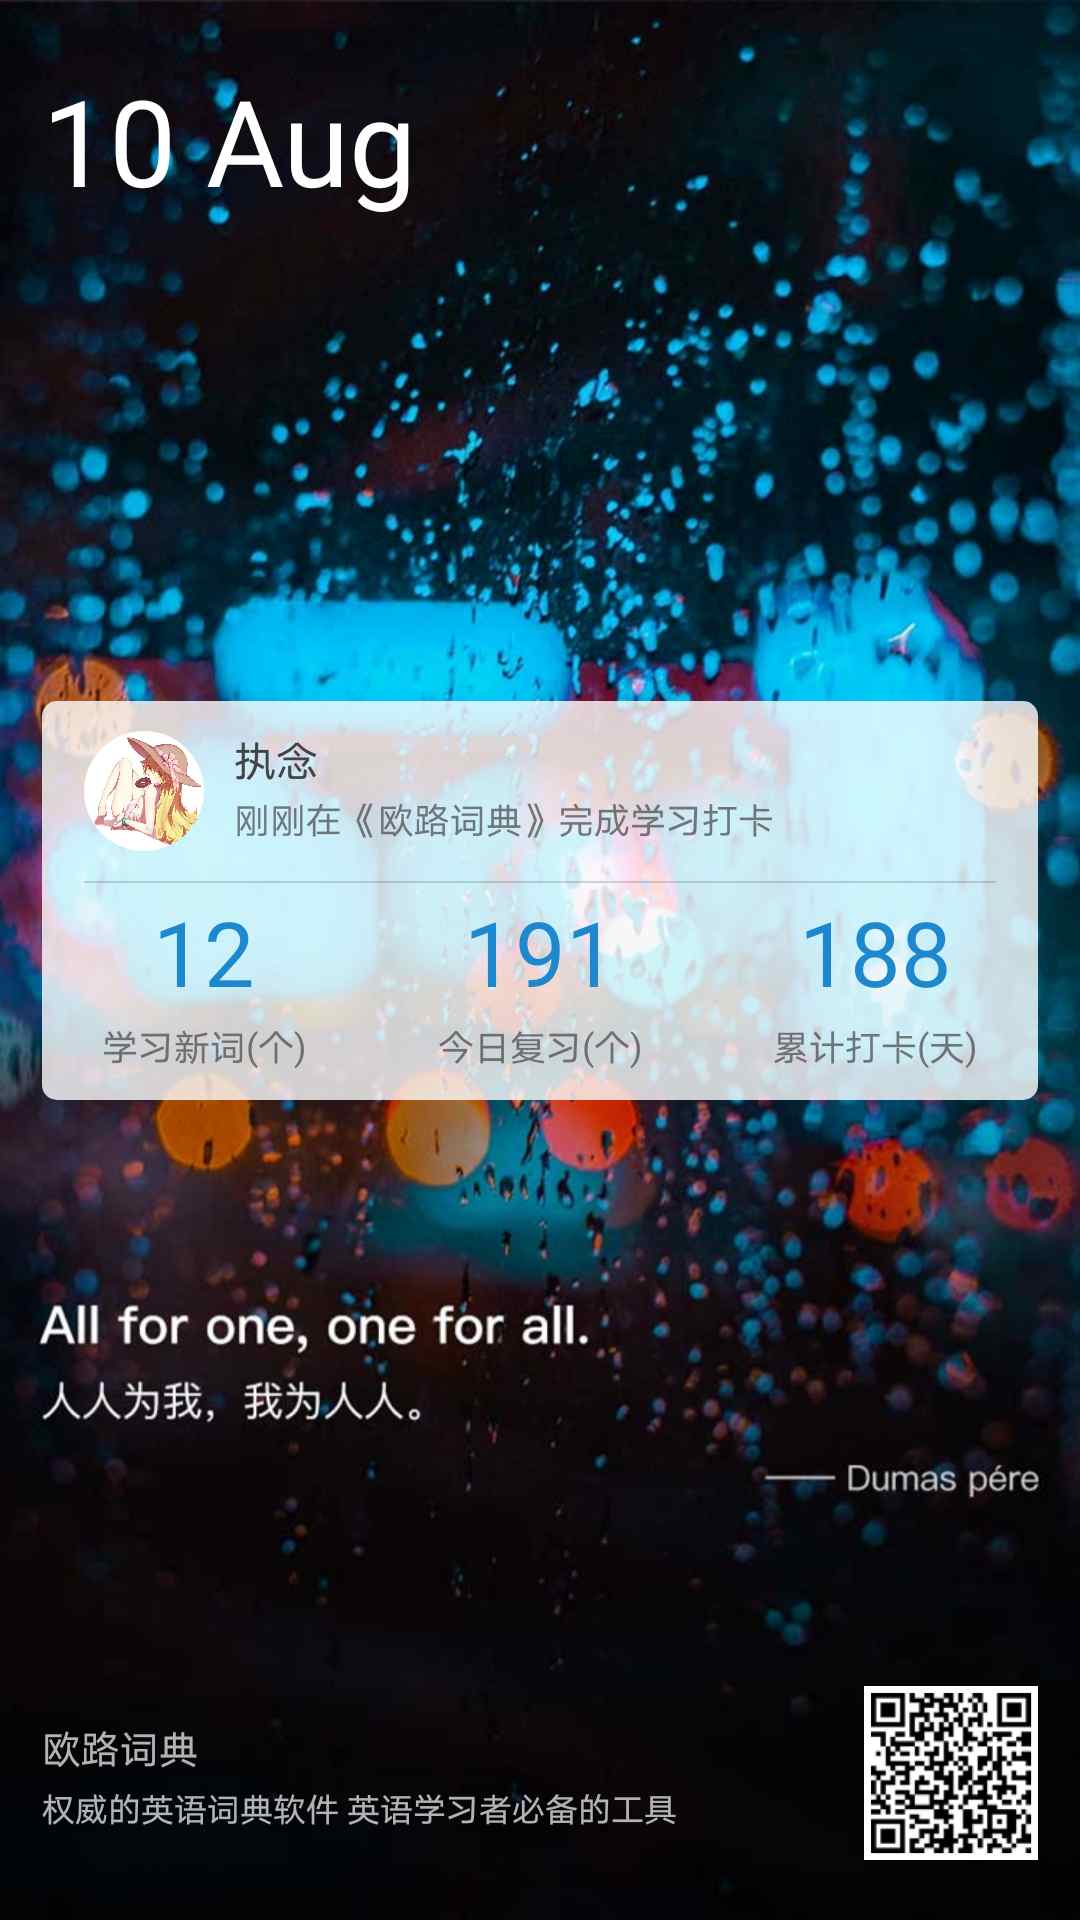 10 Aug
执念
刚刚在《欧路词典》完成学习打卡
12
191
188
学习新词(个)
今日复习(个)
累计打卡(天)
All for one, one for all.
人人为我，我为人人。
—— Dumas pére
欧路词典
权威的英语词典软件 英语学习者必备的工具